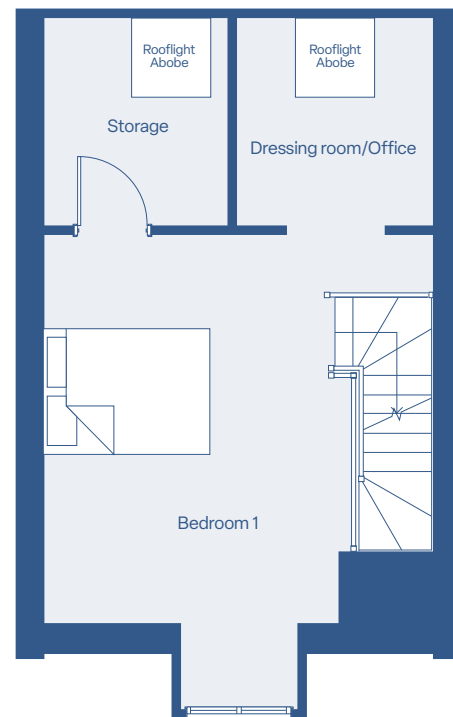 Rooflight
Abobe
Rooflight
Abobe
Storage
Dressing room/Office
Bedroom 1